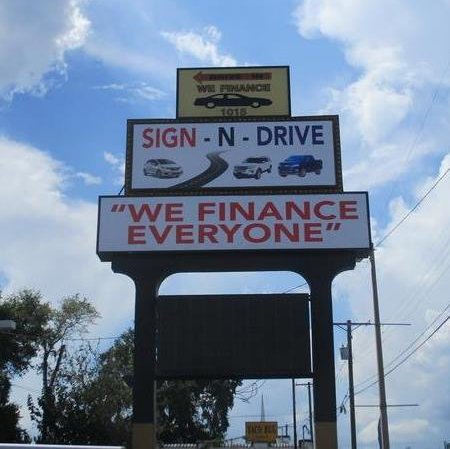 WE FINANCE
1015
SIGN - N - DRIVE
"WE FINANCE
EVERYONE"